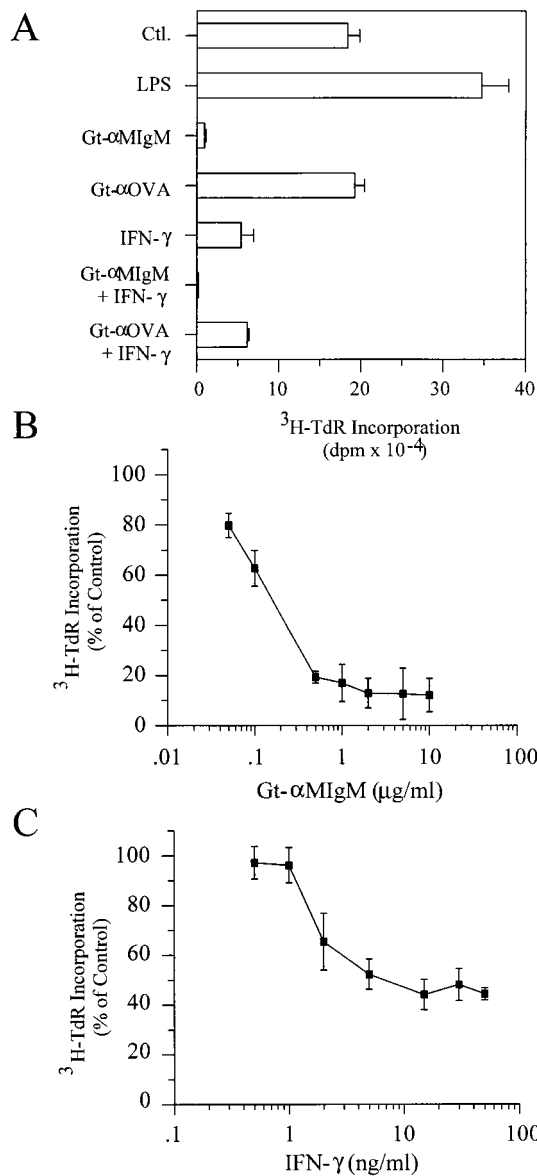 A
Ctl.
LPS
Gt-αMIgM
Gt-αOVA
IFN-γ
Gt-αMIgM
+ IFN-γ
Gt-αOVA
+ IFN-γ
0 10 20 30 40
³H-TdR Incorporation
(dpm x 10⁻⁴)
B
³H-TdR Incorporation
(% of Control)
100
80
60
40
20
0
.01 .1 1 10 100
Gt-αMIgM (μg/ml)
C
³H-TdR Incorporation
(% of Control)
100
80
60
40
20
0
.1 1 10 100
IFN-γ (ng/ml)